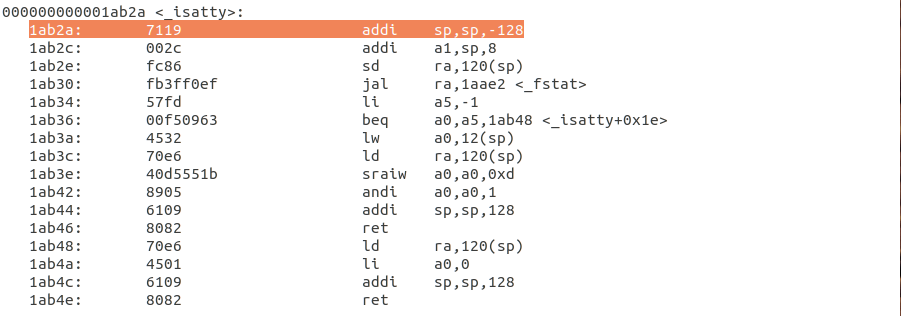 000000000001ab2a <_isatty>:
1ab2a: 7119 addi sp,sp,-128
1ab2c: 002c addi a1,sp,8
1ab2e: fc86 sd ra,120(sp)
1ab30: fb3ff0ef jal ra,1aae2 <_fstat>
1ab34: 57fd li a5,-1
1ab36: 00f50963 beq a0,a5,1ab48 <_isatty+0x1e>
1ab3a: 4532 lw a0,12(sp)
1ab3c: 70e6 ld ra,120(sp)
1ab3e: 40d5551b sraiw a0,a0,0xd
1ab42: 8905 andi a0,a0,1
1ab44: 6109 addi sp,sp,128
1ab46: 8082 ret
1ab48: 70e6 ld ra,120(sp)
1ab4a: 4501 li a0,0
1ab4c: 6109 addi sp,sp,128
1ab4e: 8082 ret